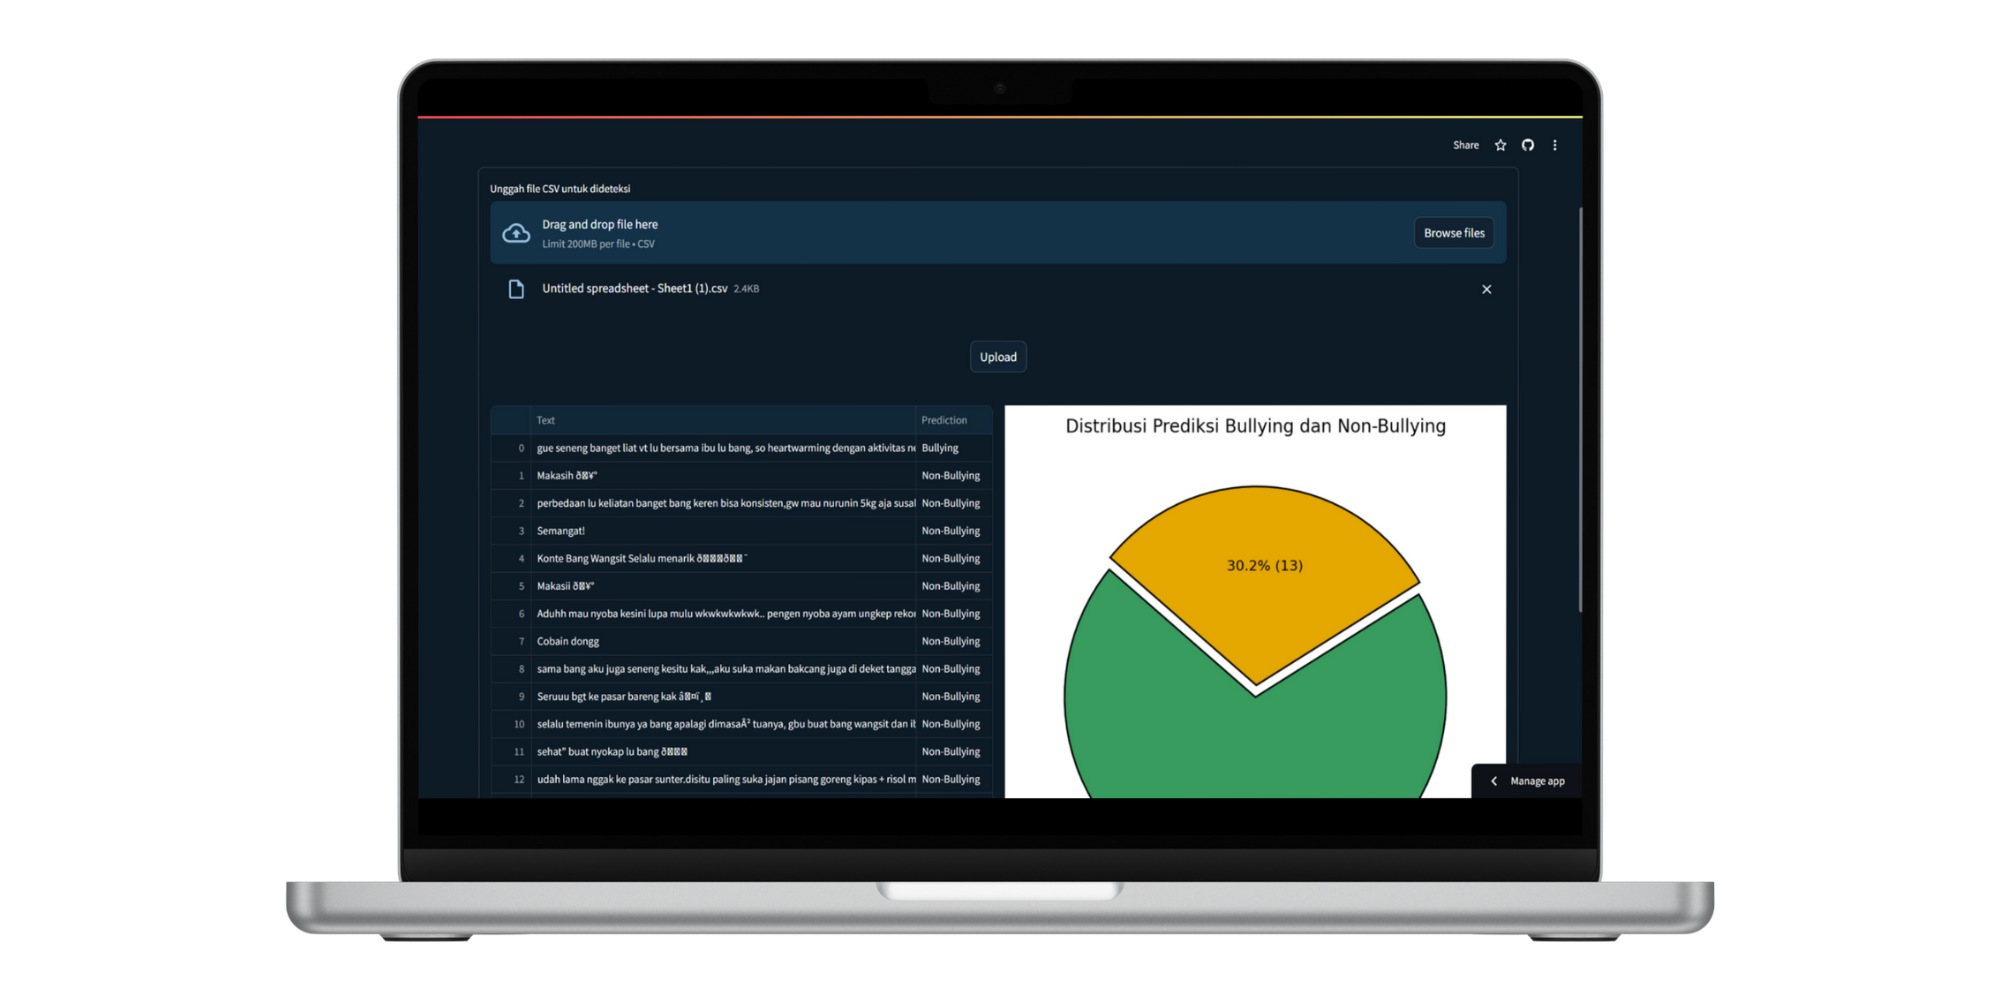 Share
Unggah file CSV untuk dideteksi
Drag and drop file here
Limit 200MB per file • CSV
Browse files
Untitled spreadsheet - Sheet1 (1).csv 2.4KB
Upload
Text Prediction
0 gue seneng banget liat vt lu bersama ibu lu bang, so heartwarming dengan aktivitas Bullying
1 Makasih Non-Bullying
2 perbedaan lu keliatan banget bang keren bisa konsisten,gw mau nurunin 5kg aja Non-Bullying
3 Semangat! Non-Bullying
4 Konte Bang Wangsit Selalu menarik Non-Bullying
5 Makasii Non-Bullying
6 Aduhh mau nyoba kesini lupa mulu wkwkwkwkwk.. pengen nyoba ayam ungkep Non-Bullying
7 Cobain dongg Non-Bullying
8 sama bang aku juga seneng kesitu kak,,,aku suka makan bakcang juga di deket tangga Non-Bullying
9 Seruuu bgt ke pasar bareng kak Non-Bullying
10 selalu temenin ibunya ya bang apalagi dimasaÂ² tuanya, gbu buat bang wangsit dan Non-Bullying
11 sehat" buat nyokap lu bang Non-Bullying
12 udah lama nggak ke pasar sunter.disitu paling suka jajan pisang goreng kipas + risol Non-Bullying
Distribusi Prediksi Bullying dan Non-Bullying
30.2% (13)
Manage app